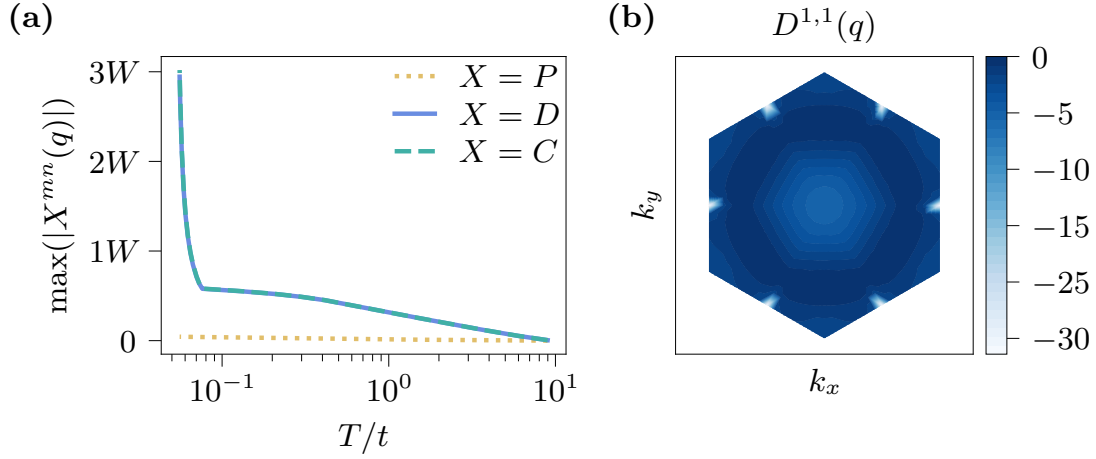 (a)
max(|X^{mn}(q)|)
3W
2W
1W
0
X = P
X = D
X = C
10^{−1}
10^0
10^1
T/t
(b)
D^{1,1}(q)
k_y
k_x
0
−5
−10
−15
−20
−25
−30